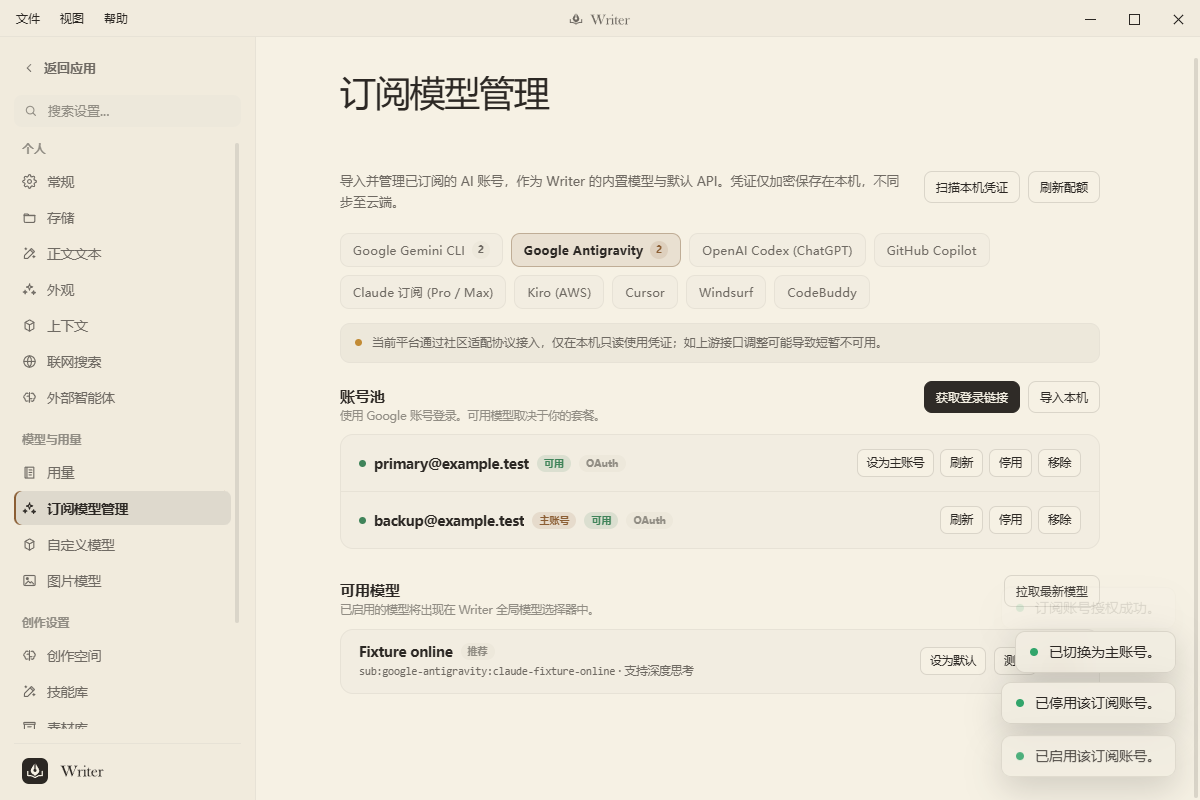 文件 视图 帮助
Writer
返回应用
搜索设置...
个人
常规
存储
正文文本
外观
上下文
联网搜索
外部智能体
模型与用量
用量
订阅模型管理
自定义模型
图片模型
创作设置
创作空间
技能库
素材库
Writer
订阅模型管理
导入并管理已订阅的 AI 账号，作为 Writer 的内置模型与默认 API。凭证仅加密保存在本机，不同
步至云端。
扫描本机凭证 刷新配额
Google Gemini CLI 2 Google Antigravity 2 OpenAI Codex (ChatGPT) GitHub Copilot
Claude 订阅 (Pro / Max) Kiro (AWS) Cursor Windsurf CodeBuddy
当前平台通过社区适配协议接入，仅在本机只读使用凭证；如上游接口调整可能导致短暂不可用。
账号池
使用 Google 账号登录。可用模型取决于你的套餐。
获取登录链接 导入本机
primary@example.test 可用 OAuth 设为主账号 刷新 停用 移除
backup@example.test 主账号 可用 OAuth 刷新 停用 移除
可用模型
已启用的模型将出现在 Writer 全局模型选择器中。
拉取最新模型
订阅账号授权成功。
Fixture online 推荐
sub:google-antigravity:claude-fixture-online · 支持深度思考
设为默认 测
已切换为主账号。
已停用该订阅账号。
已启用该订阅账号。